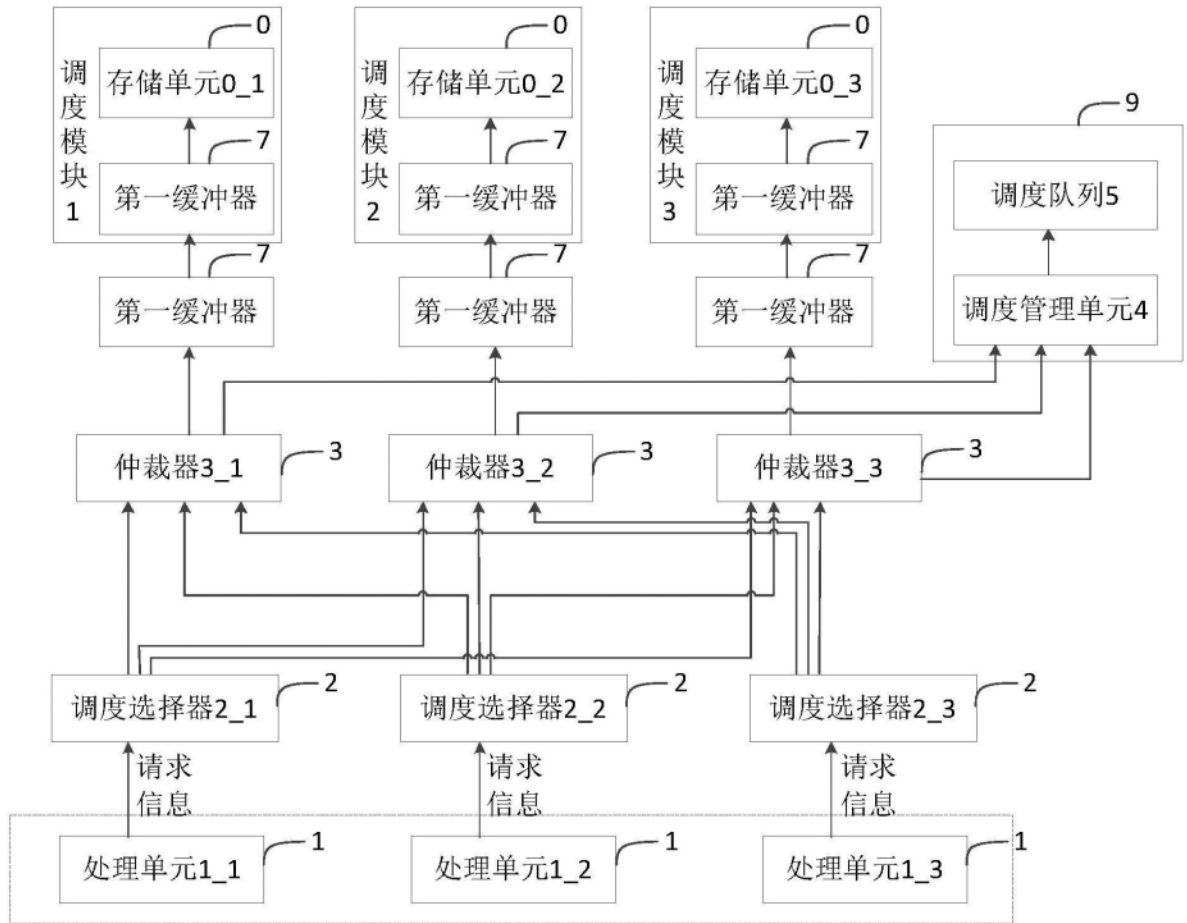 0
0
0
存储单元0_1
存储单元0_2
存储单元0_3
调度模块1
调度模块2
调度模块3
7
7
7
第一缓冲器
第一缓冲器
第一缓冲器
9
调度队列5
7
7
7
第一缓冲器
第一缓冲器
第一缓冲器
调度管理单元4
仲裁器3_1
3
仲裁器3_2
3
仲裁器3_3
3
调度选择器2_1
2
调度选择器2_2
2
调度选择器2_3
2
请求
信息
请求
信息
请求
信息
处理单元1_1
1
处理单元1_2
1
处理单元1_3
1